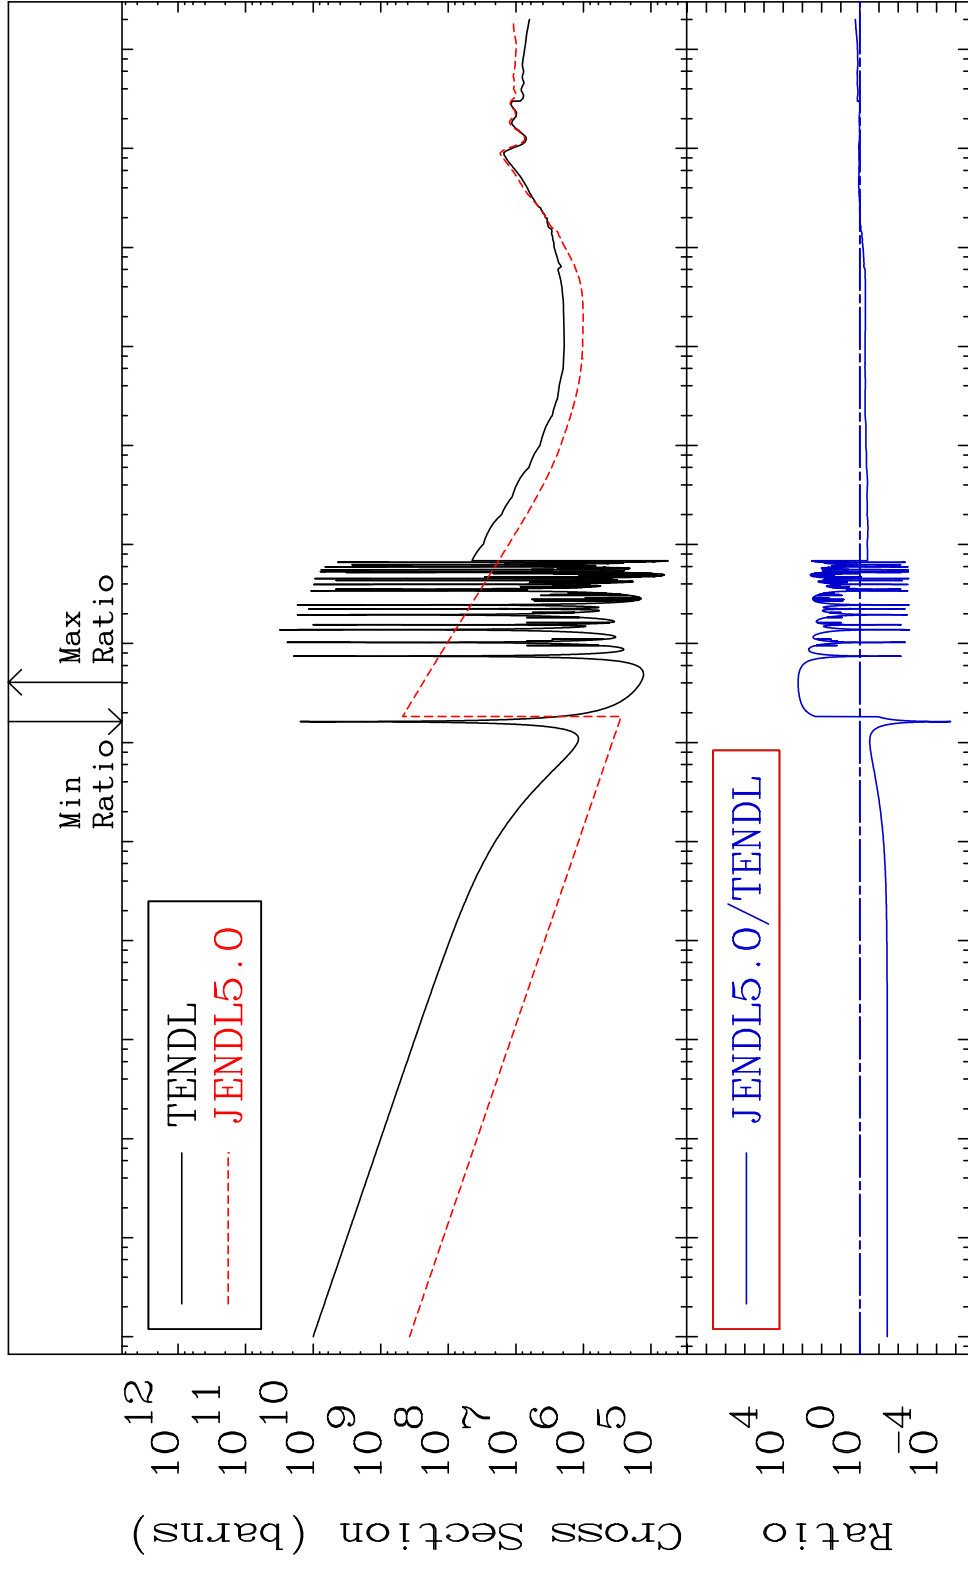 Min
Ratio
Max
Ratio
TENDL
JENDL5.0
10^12
10^11
10^10
10^9
10^8
10^7
10^6
10^5
Cross Section (barns)
JENDL5.0/TENDL
10^4
10^0
10^-4
Ratio